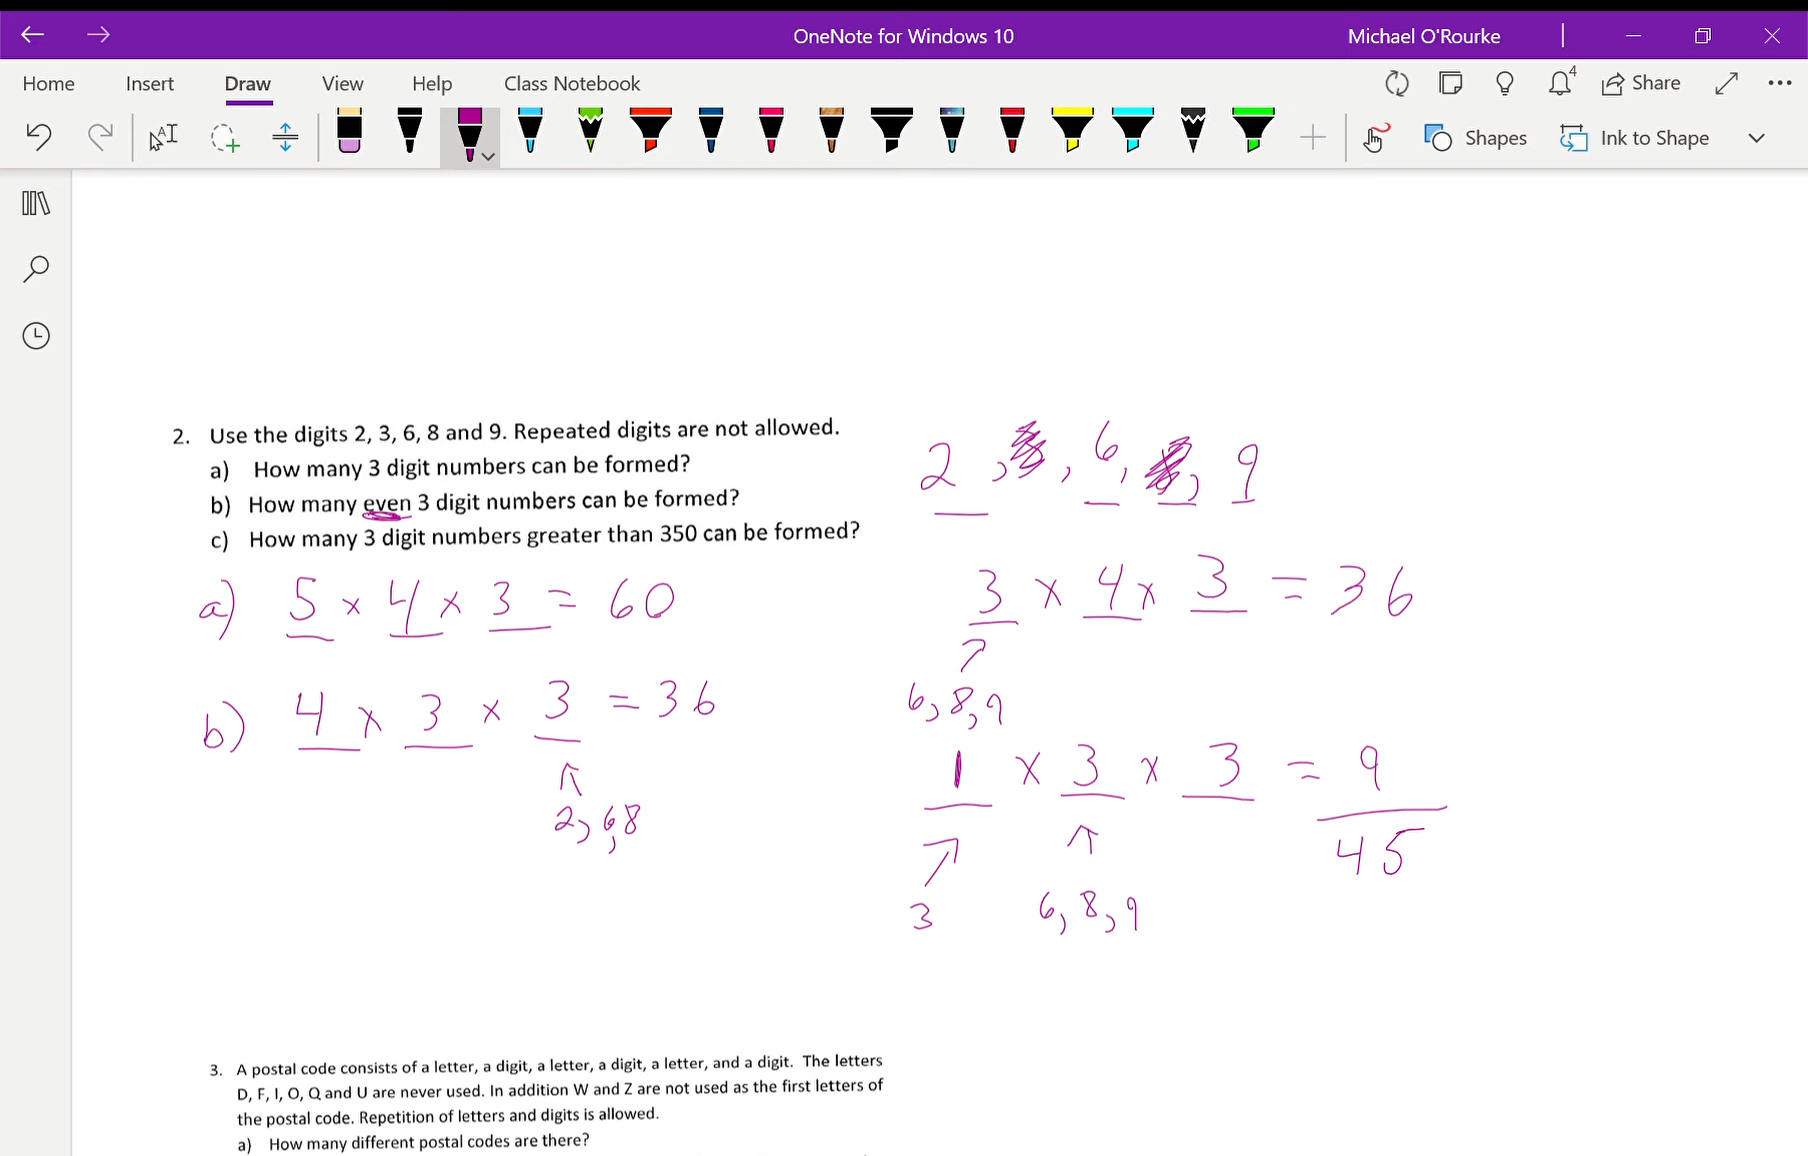 OneNote for Windows 10
Michael O'Rourke
Home Insert Draw View Help Class Notebook
4
Share
Shapes
Ink to Shape
2. Use the digits 2, 3, 6, 8 and 9. Repeated digits are not allowed.
a) How many 3 digit numbers can be formed?
b) How many even 3 digit numbers can be formed?
c) How many 3 digit numbers greater than 350 can be formed?
a) 5 x 4 x 3 = 60
b) 4 x 3 x 3 = 36
2, 6, 8
2, , 6, , 9
3 x 4 x 3 = 36
6, 8, 9
1 x 3 x 3 = 9
45
3
6, 8, 9
3. A postal code consists of a letter, a digit, a letter, a digit, a letter, and a digit. The letters
D, F, I, O, Q and U are never used. In addition W and Z are not used as the first letters of
the postal code. Repetition of letters and digits is allowed.
a) How many different postal codes are there?